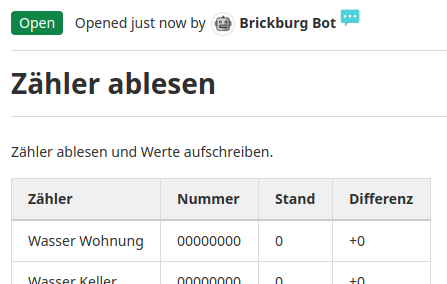 Open Opened just now by Brickburg Bot
Zähler ablesen
Zähler ablesen und Werte aufschreiben.
Zähler Nummer Stand Differenz
Wasser Wohnung 00000000 0 +0
Wasser Keller 00000000 0 +0